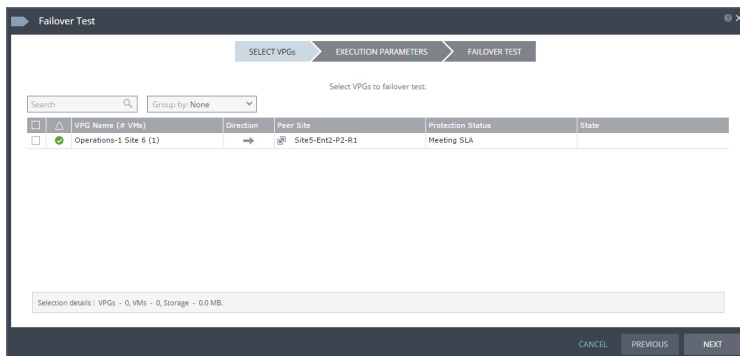 Failover Test
SELECT VPGs EXECUTION PARAMETERS FAILOVER TEST
Select VPGs to failover test.
Search Group by: None
VPG Name (# VMs) Direction Peer Site Protection Status State
Operations-1 Site 6 (1) Site5-Ent2-P2-R1 Meeting SLA
Selection details : VPGs - 0, VMs - 0, Storage - 0.0 MB.
CANCEL PREVIOUS NEXT